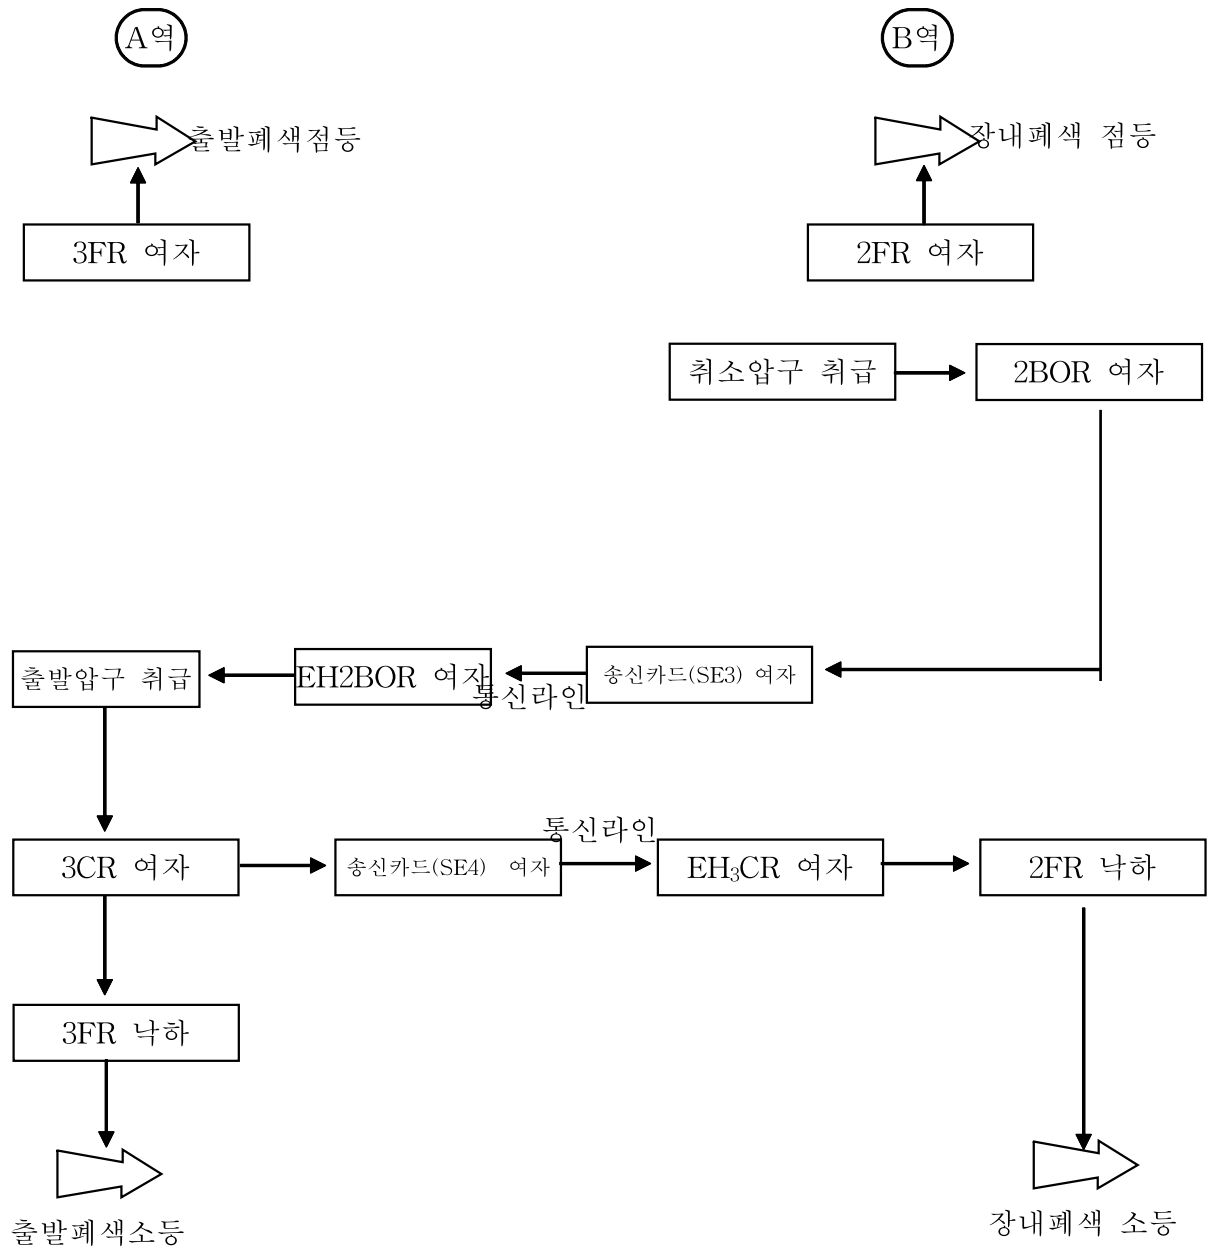 A역
B역
출발폐색점등
장내폐색 점등
3FR 여자
2FR 여자
취소압구 취급
2BOR 여자
출발압구 취급
EH2BOR 여자
통신라인
송신카드(SE3) 여자
통신라인
3CR 여자
송신카드(SE4) 여자
EH₃CR 여자
2FR 낙하
3FR 낙하
출발폐색소등
장내폐색 소등